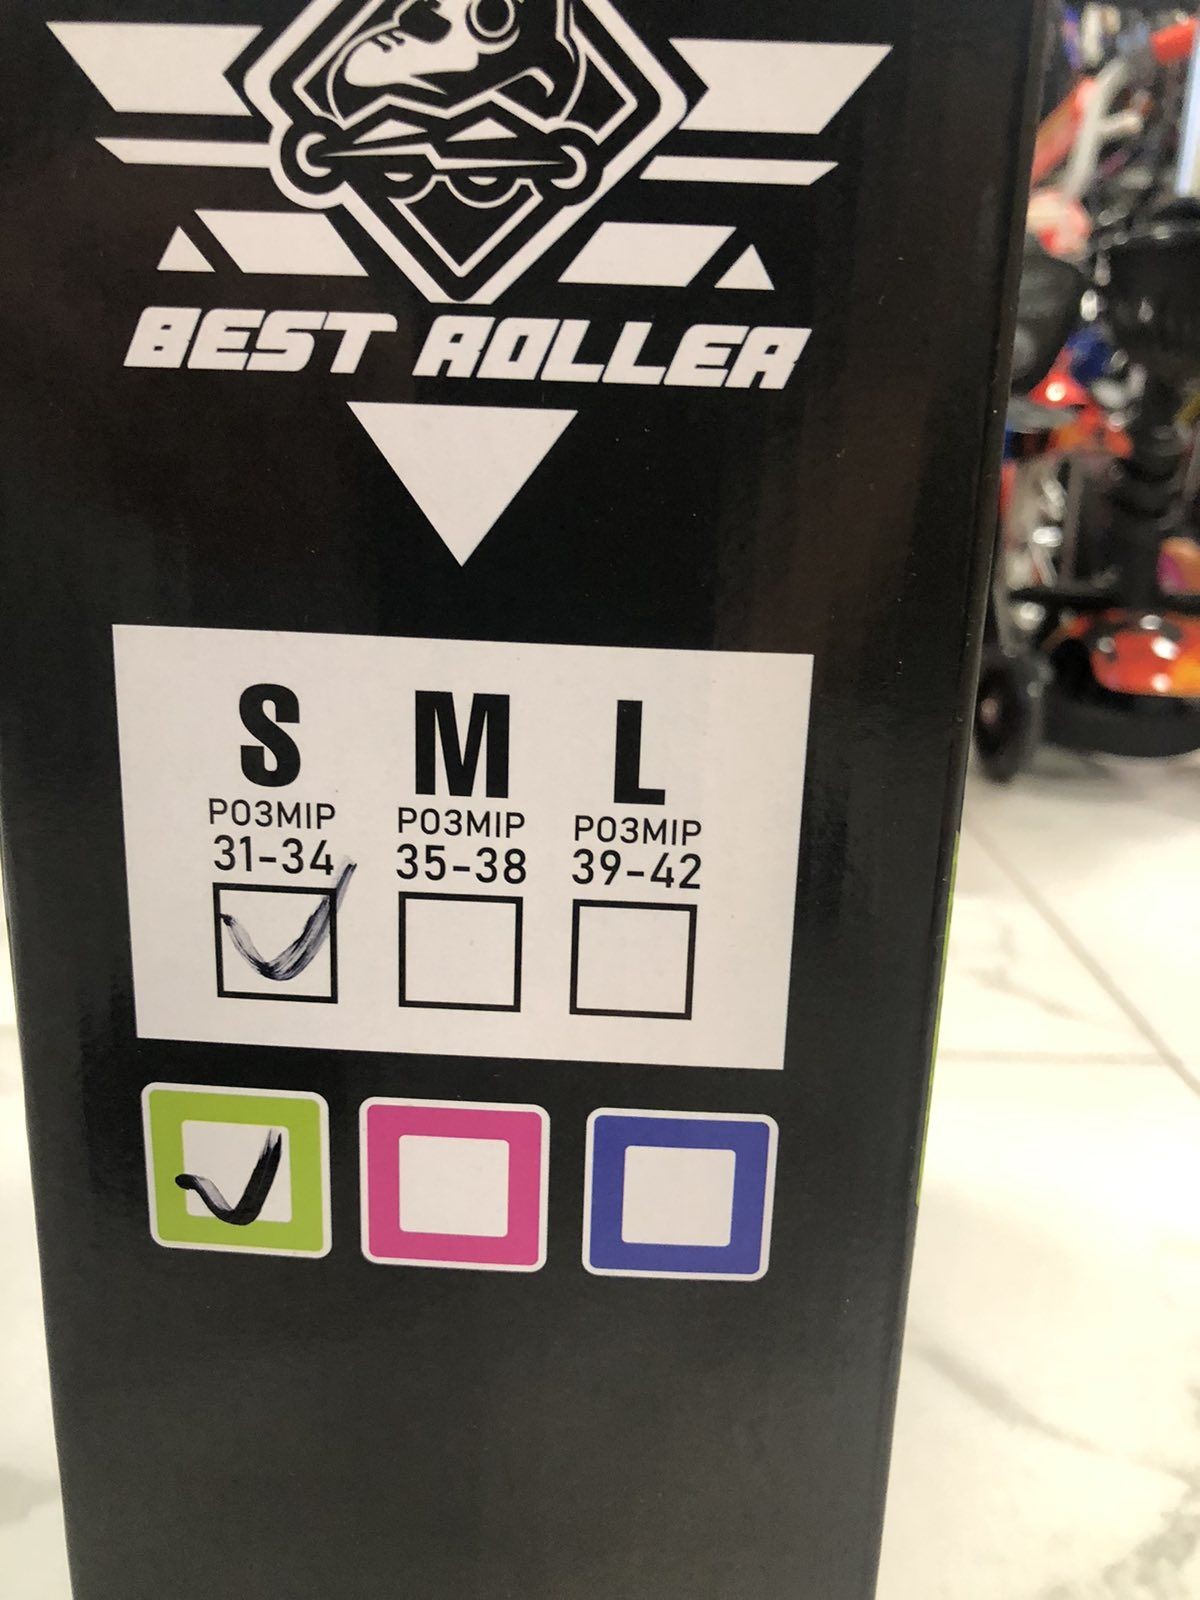 BEST ROLLER
S M L
РОЗМІР РОЗМІР РОЗМІР
31-34 35-38 39-42